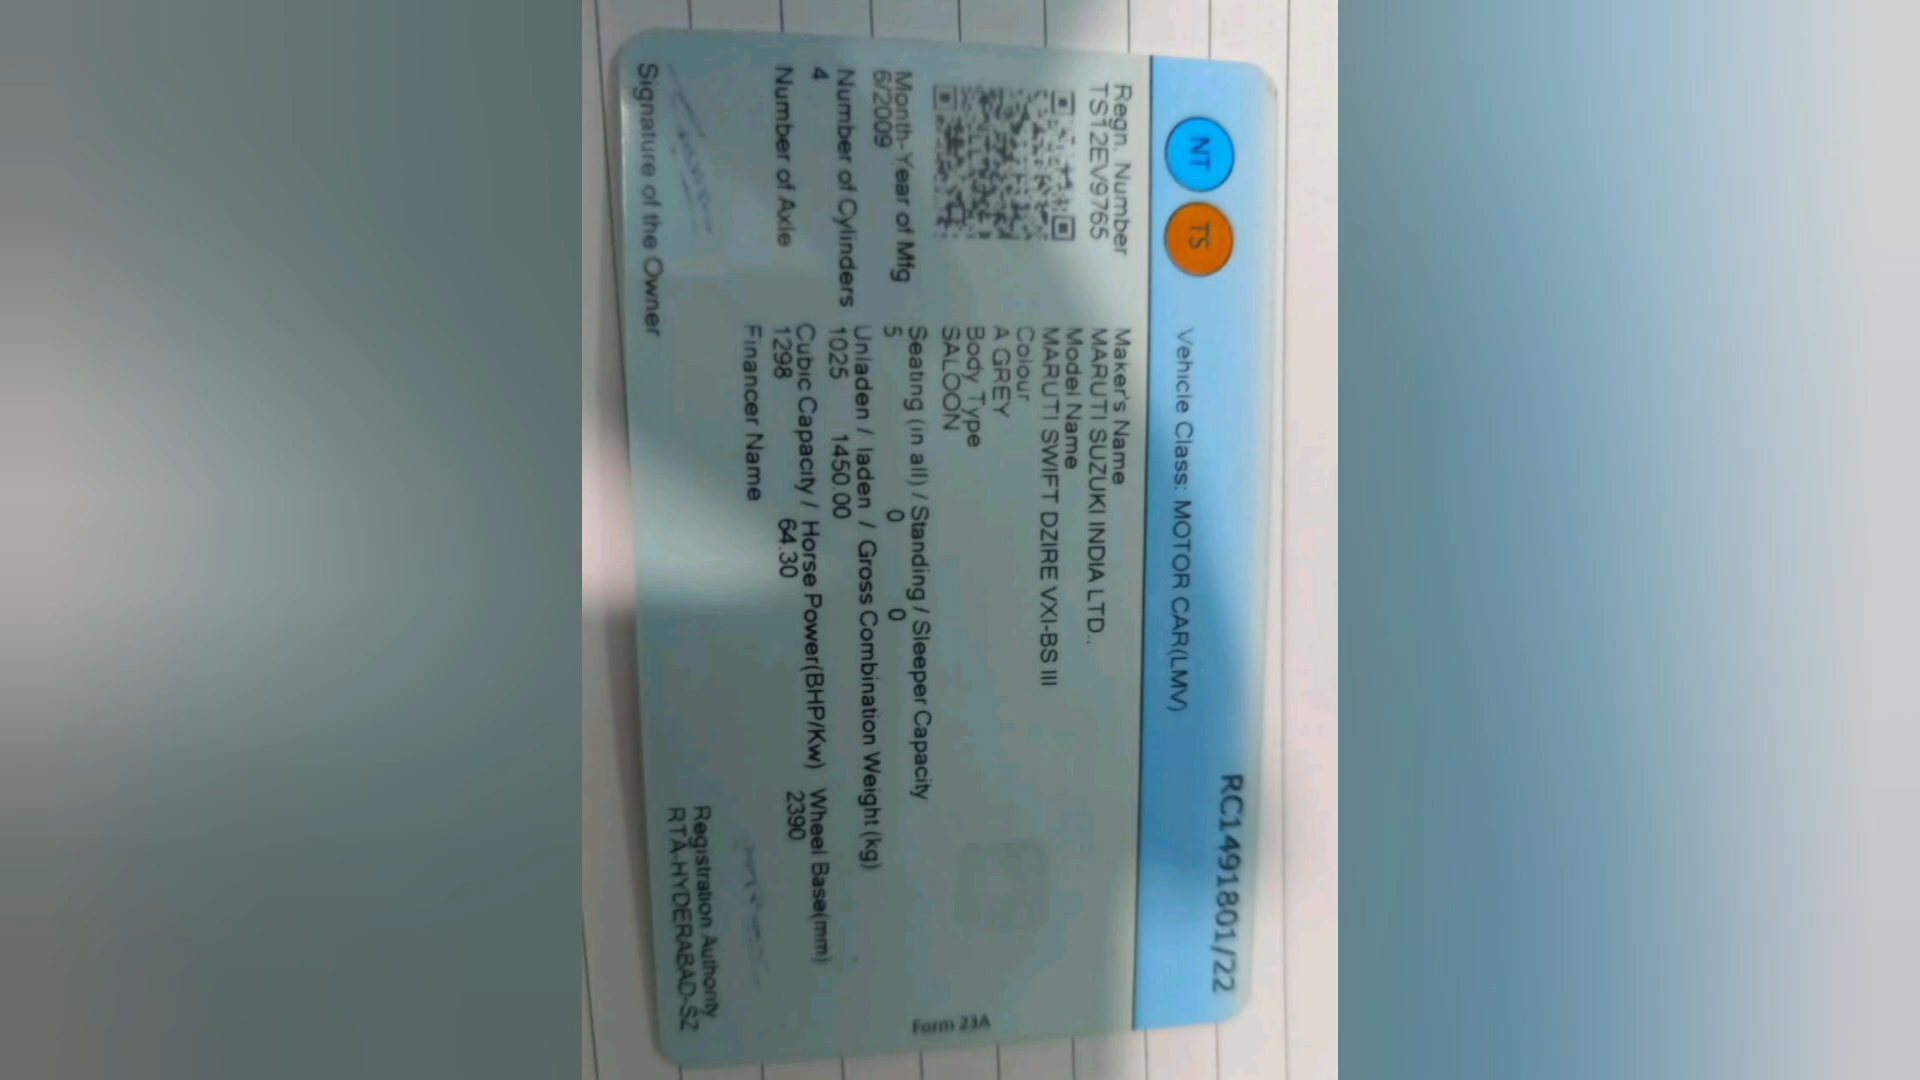 RC1491801/22
NT TS Vehicle Class: MOTOR CAR(LMV)
Regn. Number
TS12EV9765
Maker's Name
MARUTI SUZUKI INDIA LTD..
Model Name
MARUTI SWIFT DZIRE VXI-BS III
Colour
A GREY
Body Type
SALOON
Month-Year of Mfg
6/2009
Seating (in all) / Standing / Sleeper Capacity
5 0 0
Number of Cylinders
4
Unladen / laden / Gross Combination Weight (kg)
1025 1450.00
Number of Axle
Cubic Capacity / Horse Power(BHP/Kw) Wheel Base(mm)
1298 64.30 2390
Financer Name
Signature of the Owner
Registration Authority
RTA-HYDERABAD-SZ
Form 23A